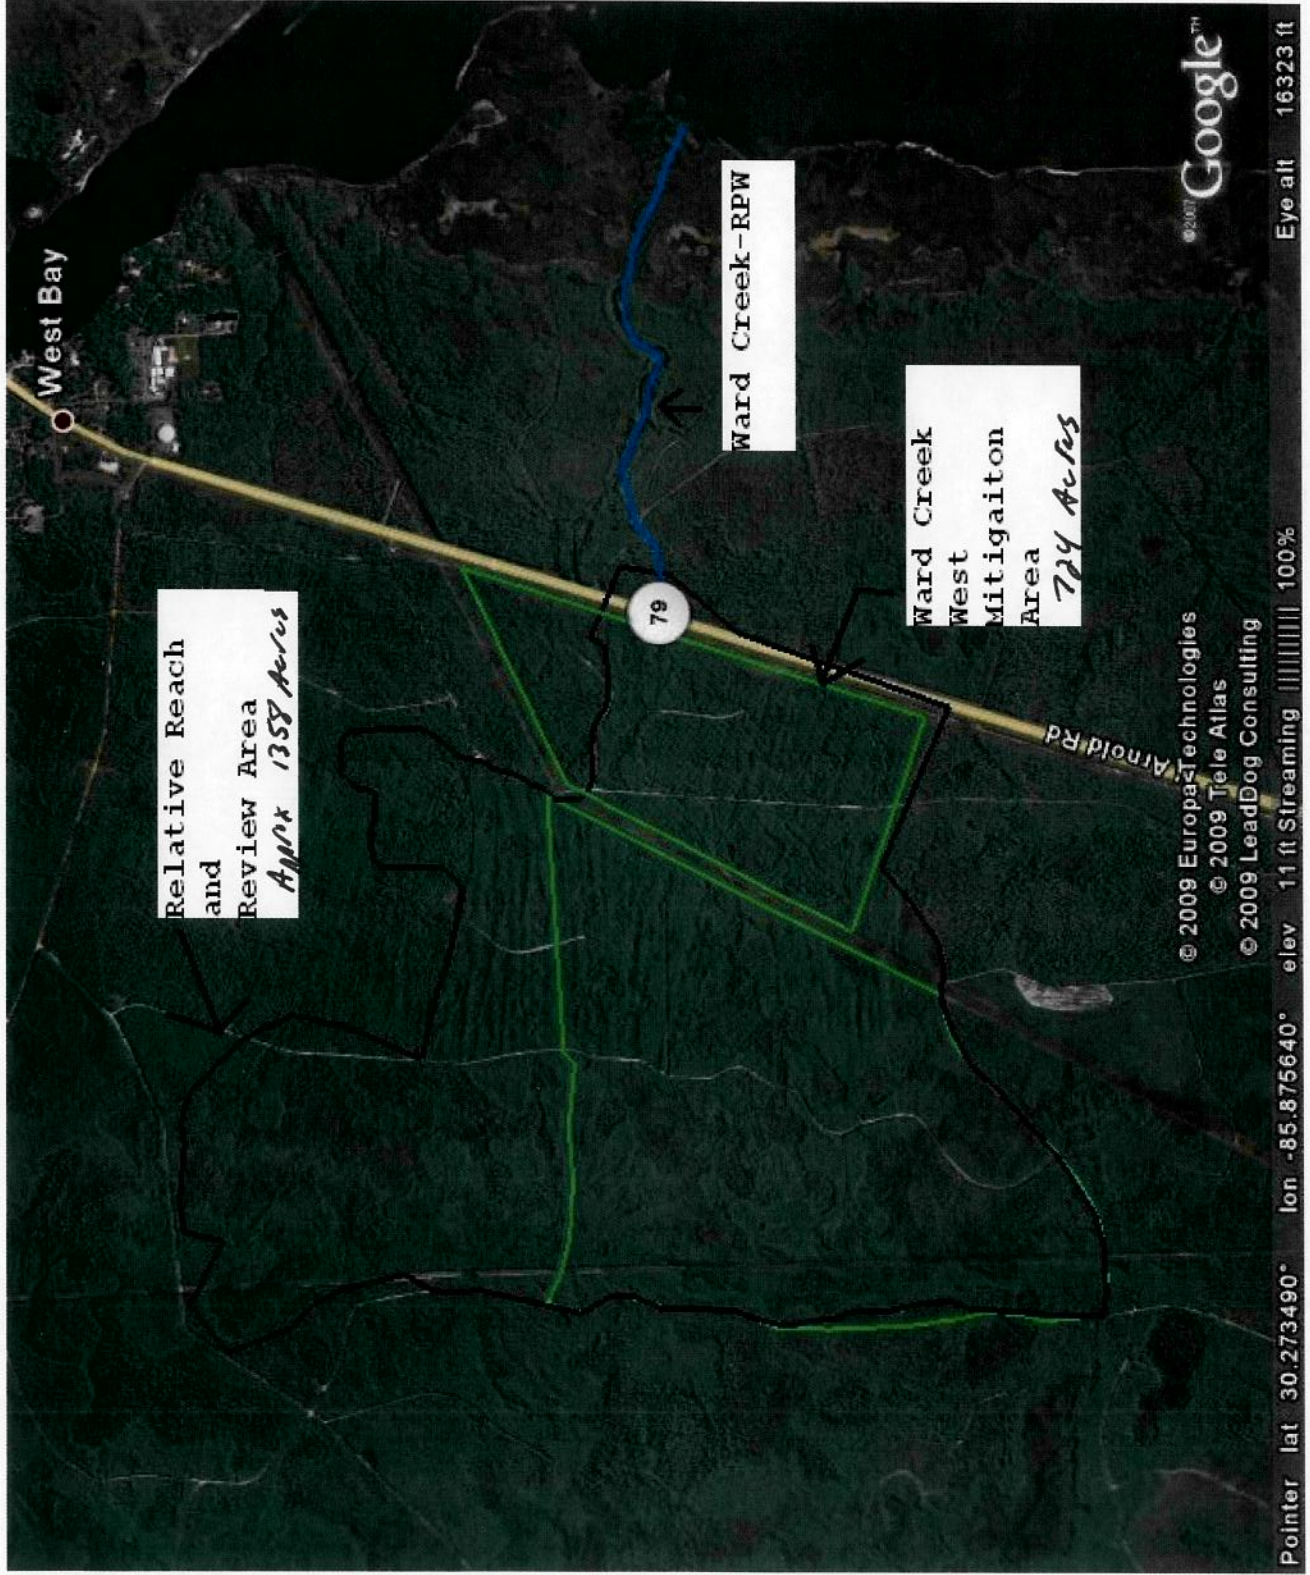 West Bay
Relative Reach
and
Review Area
Apprx 1358 Acres
Ward Creek-RPW
79
Ward Creek
West
Mitigaiton
Area
724 Acres
Arnold Rd
© 2009 Europa Technologies
© 2009 Tele Atlas
© 2009 LeadDog Consulting
©2007 Google™
Pointer lat 30.273490° lon -85.875640° elev 11 ft Streaming |||||||||| 100% Eye alt 16323 ft